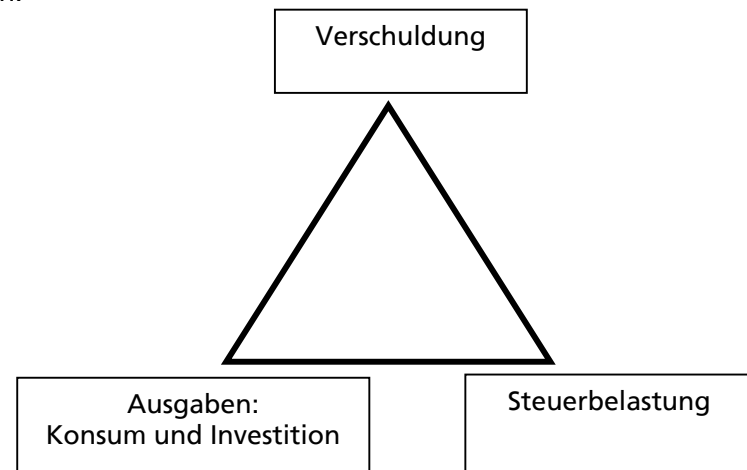 Verschuldung
Ausgaben:
Konsum und Investition
Steuerbelastung